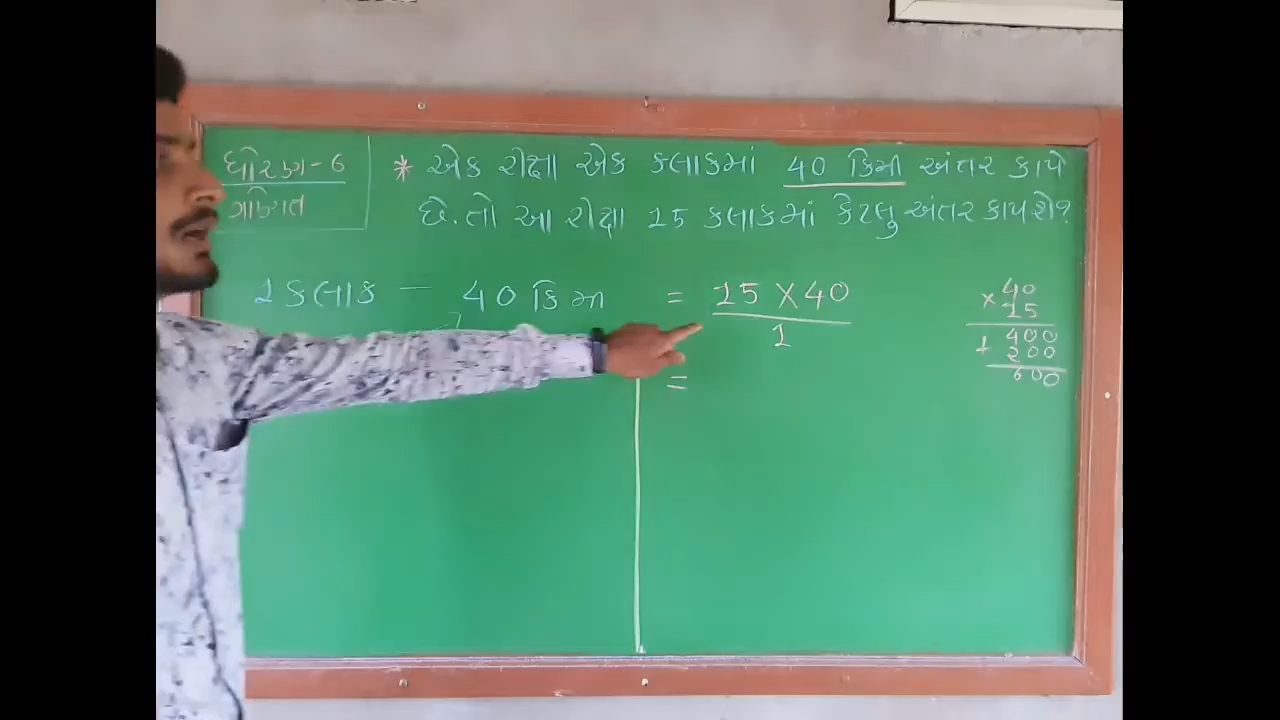 ધોરણ-6
ગણિત
* એક રીક્ષા એક કલાકમાં 40 કિમી અંતર કાપે
છે. તો આ રીક્ષા 15 કલાકમાં કેટલુ અંતર કાપશે?
1 કલાક - 40 કિમી
= 15 X 40
1
=
40
× 15
400
+ 200
600